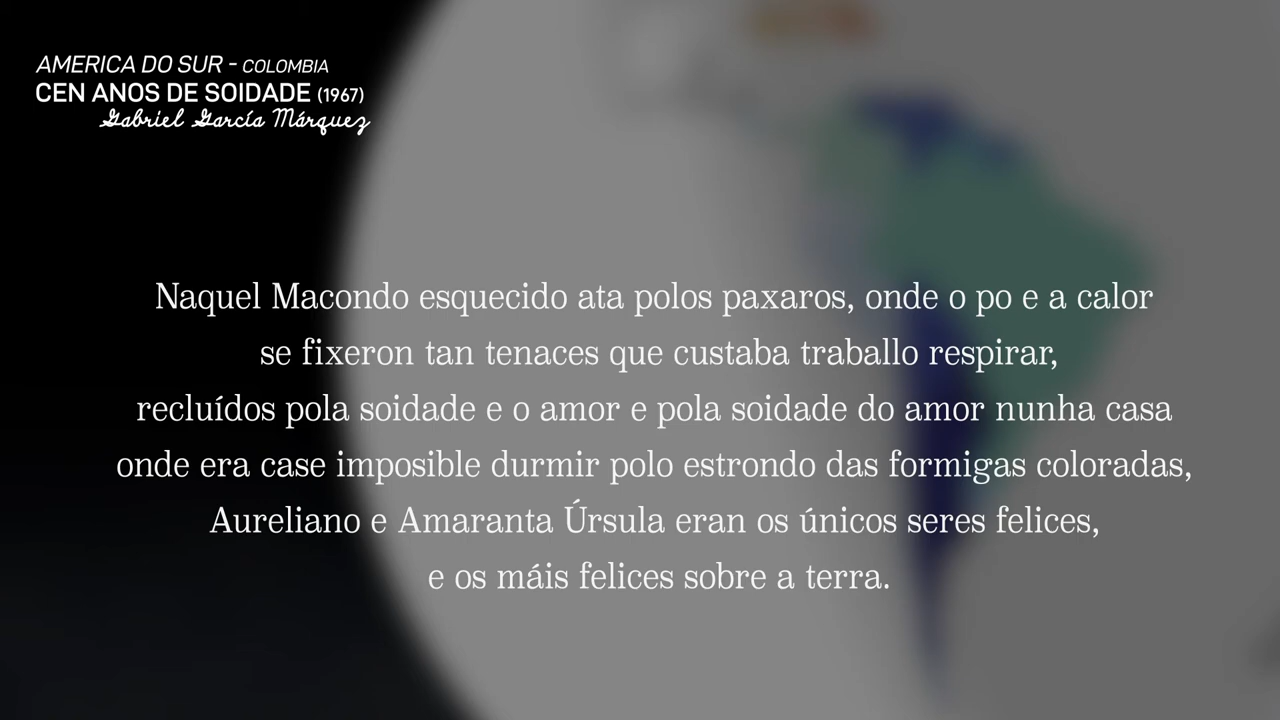 AMERICA DO SUR - COLOMBIA
CEN ANOS DE SOIDADE (1967)
Gabriel García Márquez
Naquel Macondo esquecido ata polos paxaros, onde o po e a calor
se fixeron tan tenaces que custaba traballo respirar,
recluídos pola soidade e o amor e pola soidade do amor nunha casa
onde era case imposible durmir polo estrondo das formigas coloradas,
Aureliano e Amaranta Úrsula eran os únicos seres felices,
e os máis felices sobre a terra.